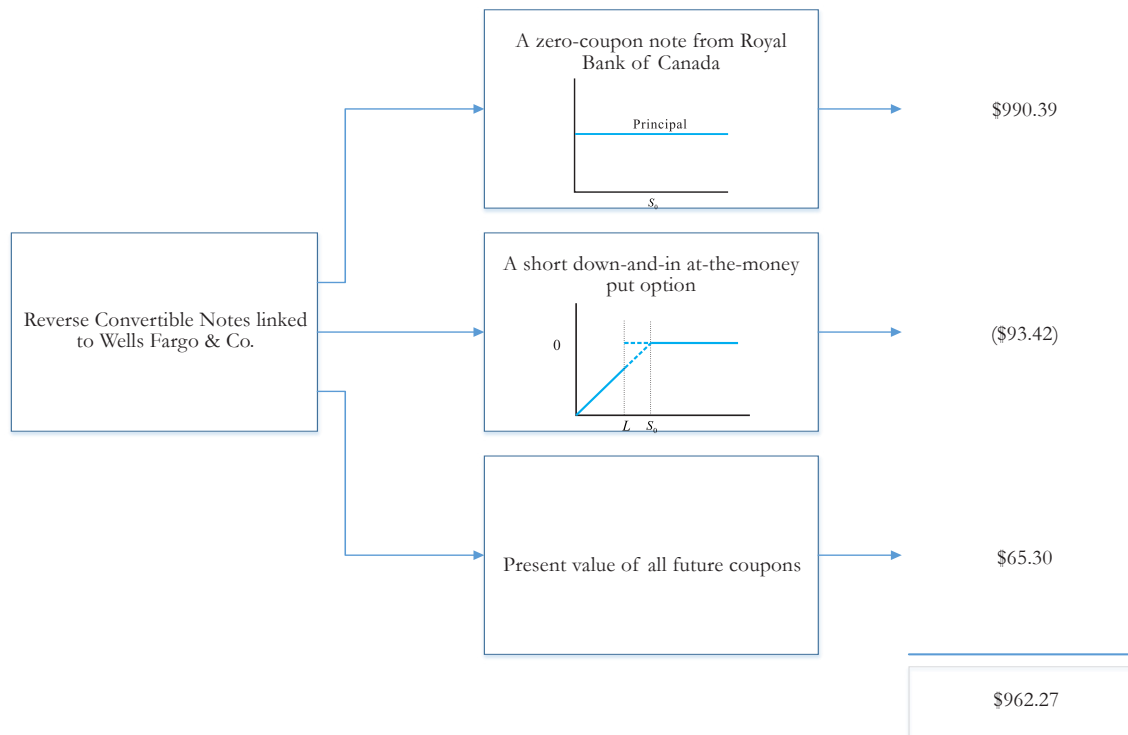 A zero-coupon note from Royal
Bank of Canada
Principal
S₀
$990.39
Reverse Convertible Notes linked
to Wells Fargo & Co.
A short down-and-in at-the-money
put option
0
L S₀
($93.42)
Present value of all future coupons
$65.30
$962.27